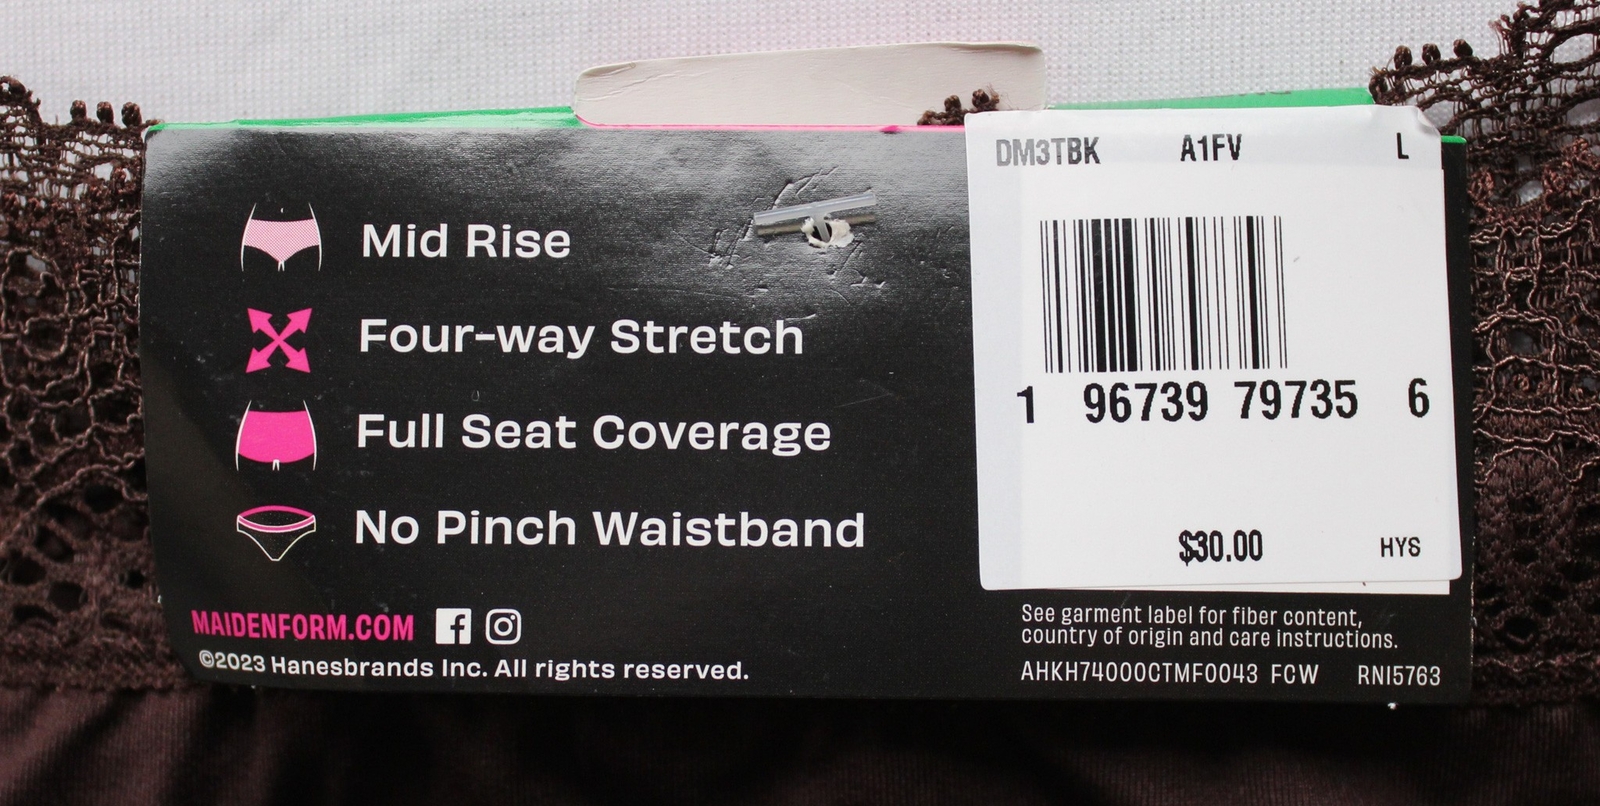 DM3TBK A1FV L
Mid Rise
Four-way Stretch
Full Seat Coverage
No Pinch Waistband
1 96739 79735 6
$30.00 HYS
MAIDENFORM.COM
©2023 Hanesbrands Inc. All rights reserved.
See garment label for fiber content,
country of origin and care instructions.
AHKH74000CTMF0043 FCW RNI5763